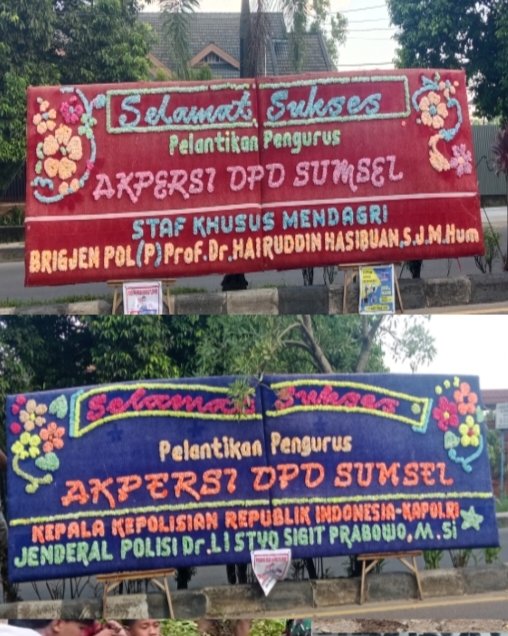 Selamat Sukses
Pelantikan Pengurus
AKPERSI DPD SUMSEL
STAF KHUSUS MENDAGRI
BRIGJEN POL(P) Prof.Dr.HAIRUDDIN HASIBUAN,S.J.M.Hum
Selamat Sukses
Pelantikan Pengurus
AKPERSI DPD SUMSEL
KEPALA KEPOLISIAN REPUBLIK INDONESIA-KAPOLRI
JENDERAL POLISI Dr.LISTYO SIGIT PRABOWO, M.Si